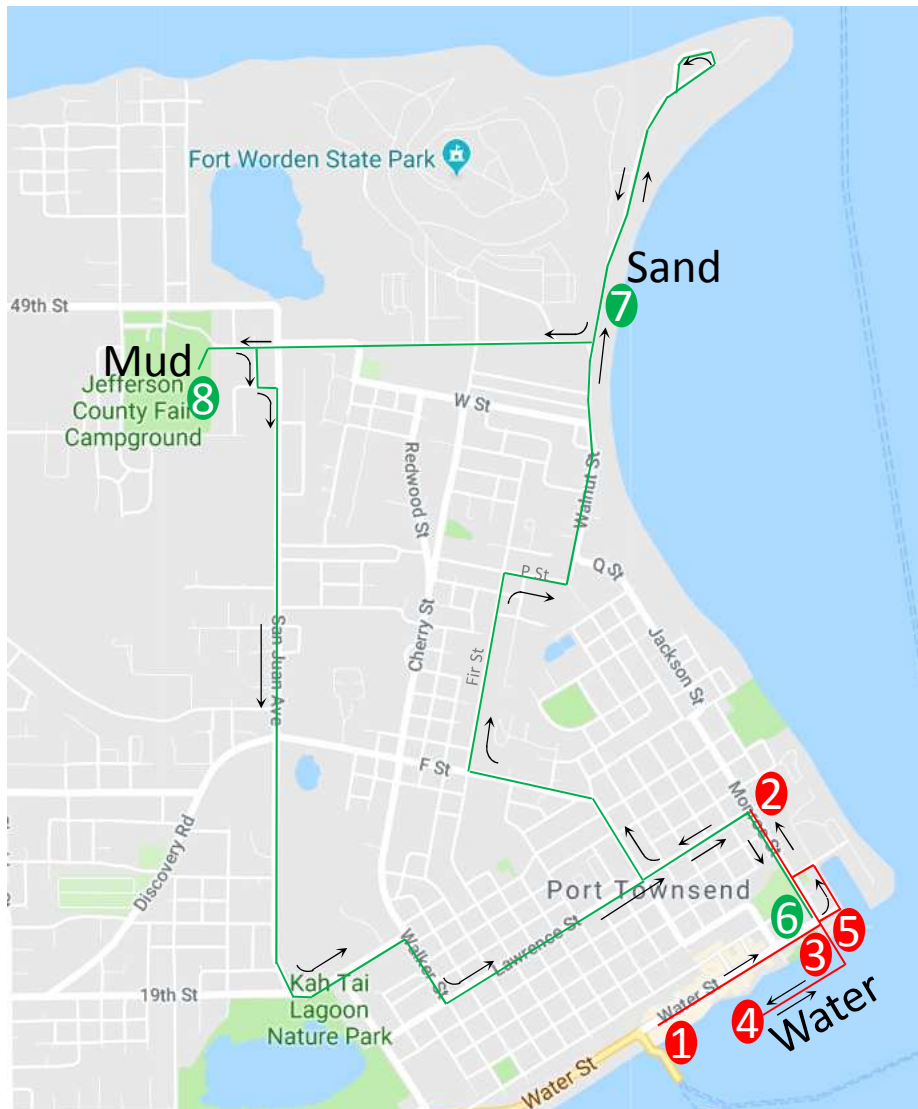 Fort Worden State Park
Sand
7
49th St
Mud
8
Jefferson
County Fair
Campground
W St
Redwood St
Walnut St
P St
Q St
Cherry St
Fir St
Jackson St
San Juan Ave
F St
Discovery Rd
2
Monroe St
Port Townsend
6
5
3
Lawrence St
Walker St
Kah Tai
Lagoon
Nature Park
19th St
Water St
4
Water
1
Water St